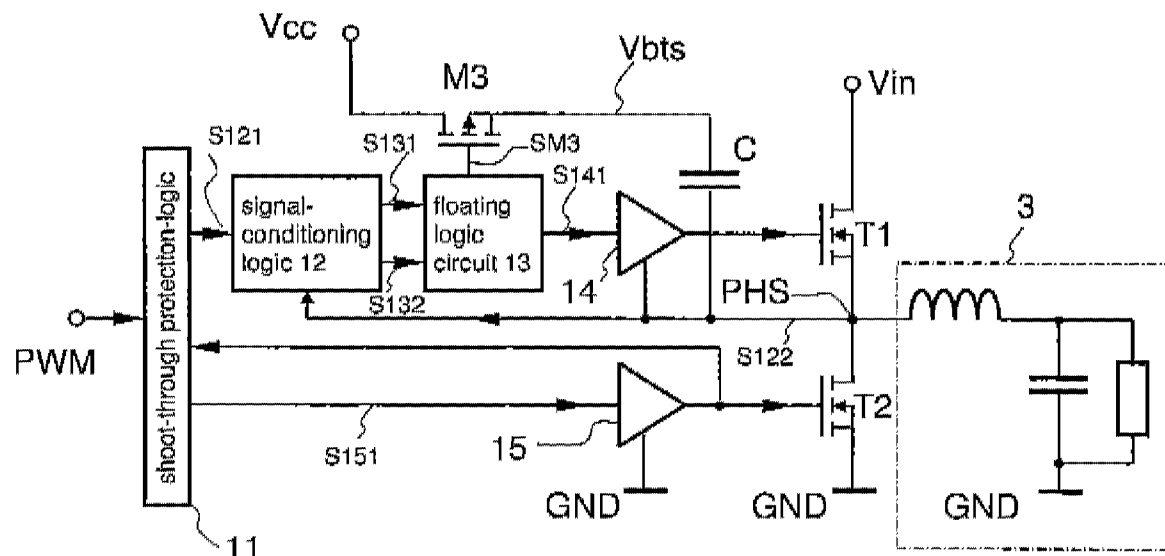 Vcc
M3
Vbts
Vin
S121
S131
SM3
S141
C
signal-
conditioning
logic 12
floating
logic
circuit 13
T1
3
14
S132
PHS
S122
PWM
shoot-through protection-logic
T2
S151
15
GND
GND
GND
11